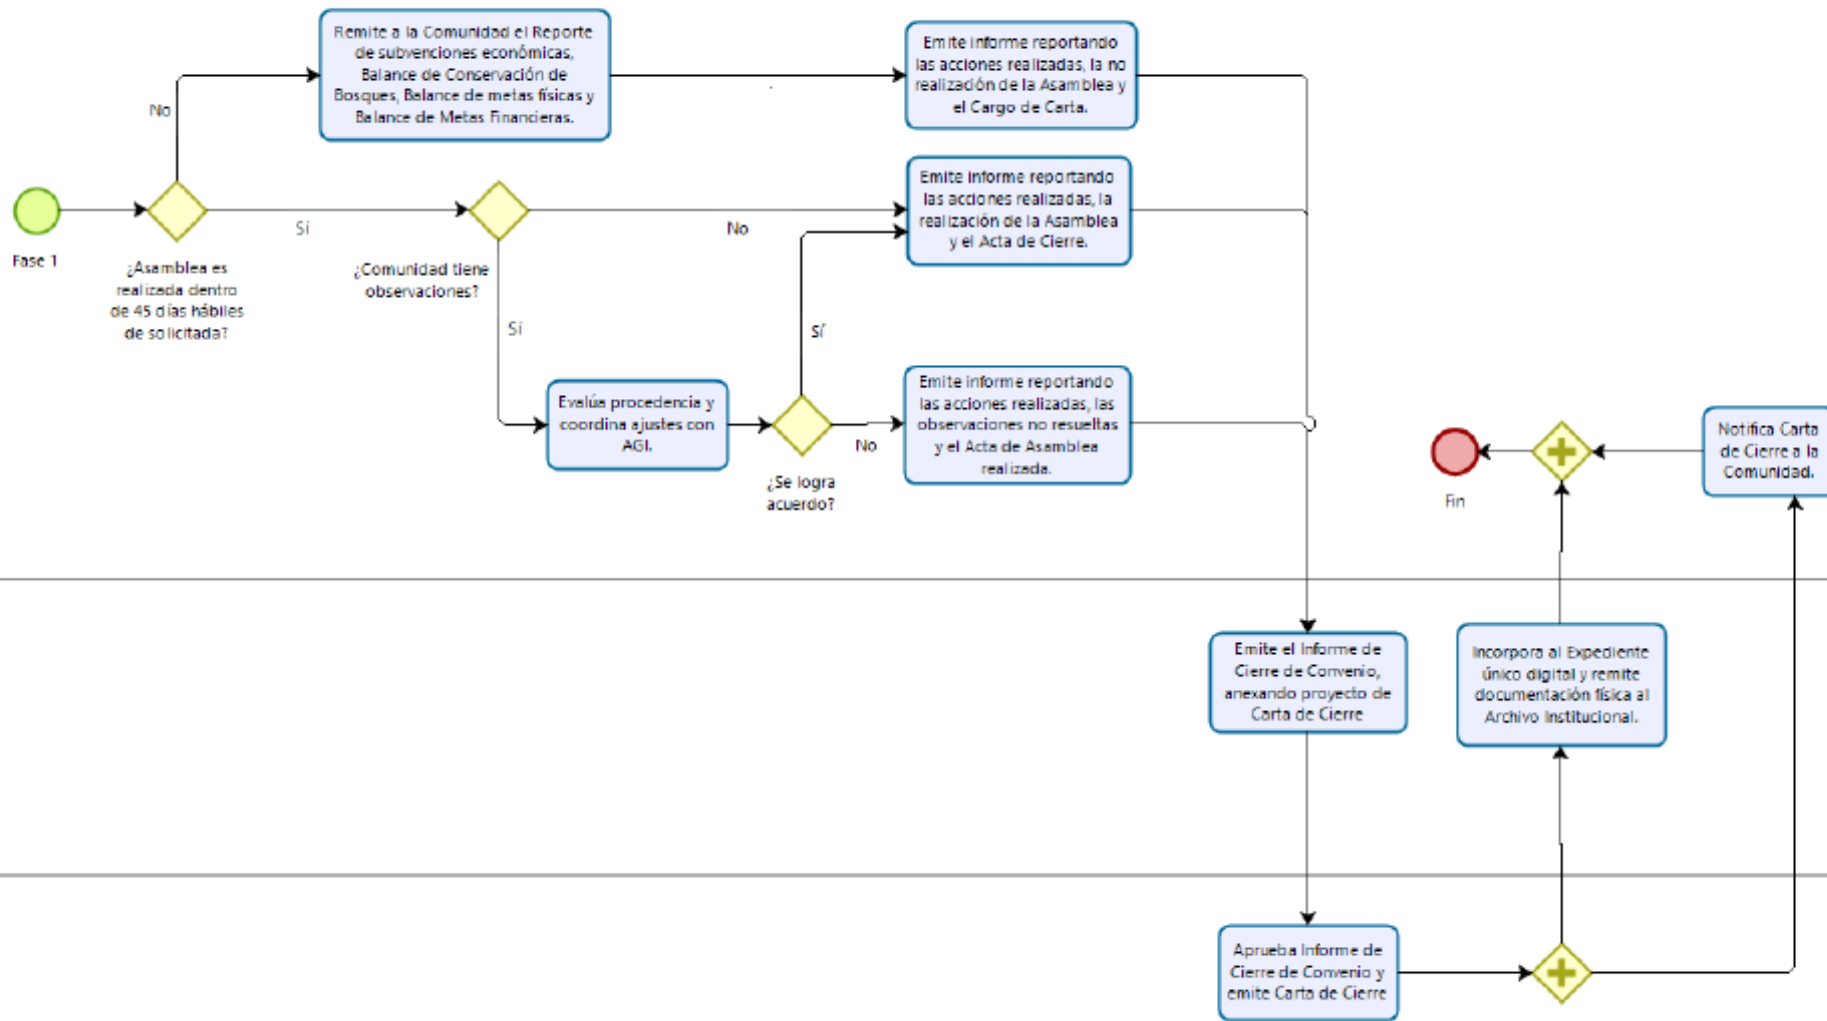 Remite a la Comunidad el Reporte
de subvenciones económicas,
Balance de Conservación de
Bosques, Balance de metas físicas y
Balance de Metas Financieras.
Emite informe reportando
las acciones realizadas, la no
realización de la Asamblea y
el Cargo de Carta.
No
Emite informe reportando
las acciones realizadas, la
realización de la Asamblea
y el Acta de Cierre.
Sí
No
Fase 1
¿Asamblea es
realizada dentro
de 45 días hábiles
de solicitada?
¿Comunidad tiene
observaciones?
Sí
Sí
Evalúa procedencia y
coordina ajustes con
AGI.
No
¿Se logra
acuerdo?
Emite informe reportando
las acciones realizadas, las
observaciones no resueltas
y el Acta de Asamblea
realizada.
Fin
Notifica Carta
de Cierre a la
Comunidad.
Emite el Informe de
Cierre de Convenio,
anexando proyecto de
Carta de Cierre
Incorpora al Expediente
único digital y remite
documentación física al
Archivo Institucional.
Aprueba Informe de
Cierre de Convenio y
emite Carta de Cierre